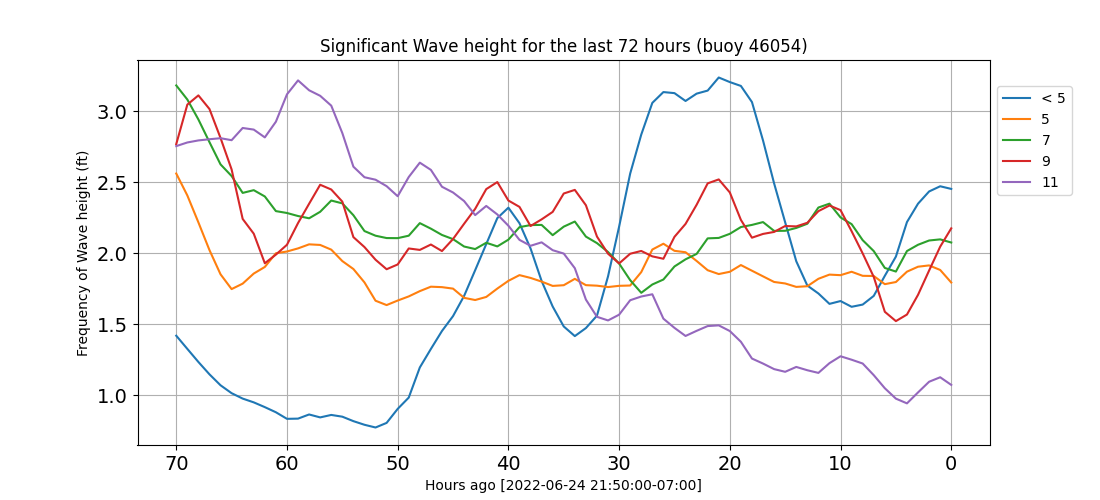 Significant Wave height for the last 72 hours (buoy 46054)
Frequency of Wave height (ft)
3.0
2.5
2.0
1.5
1.0
< 5
5
7
9
11
70 60 50 40 30 20 10 0
Hours ago [2022-06-24 21:50:00-07:00]